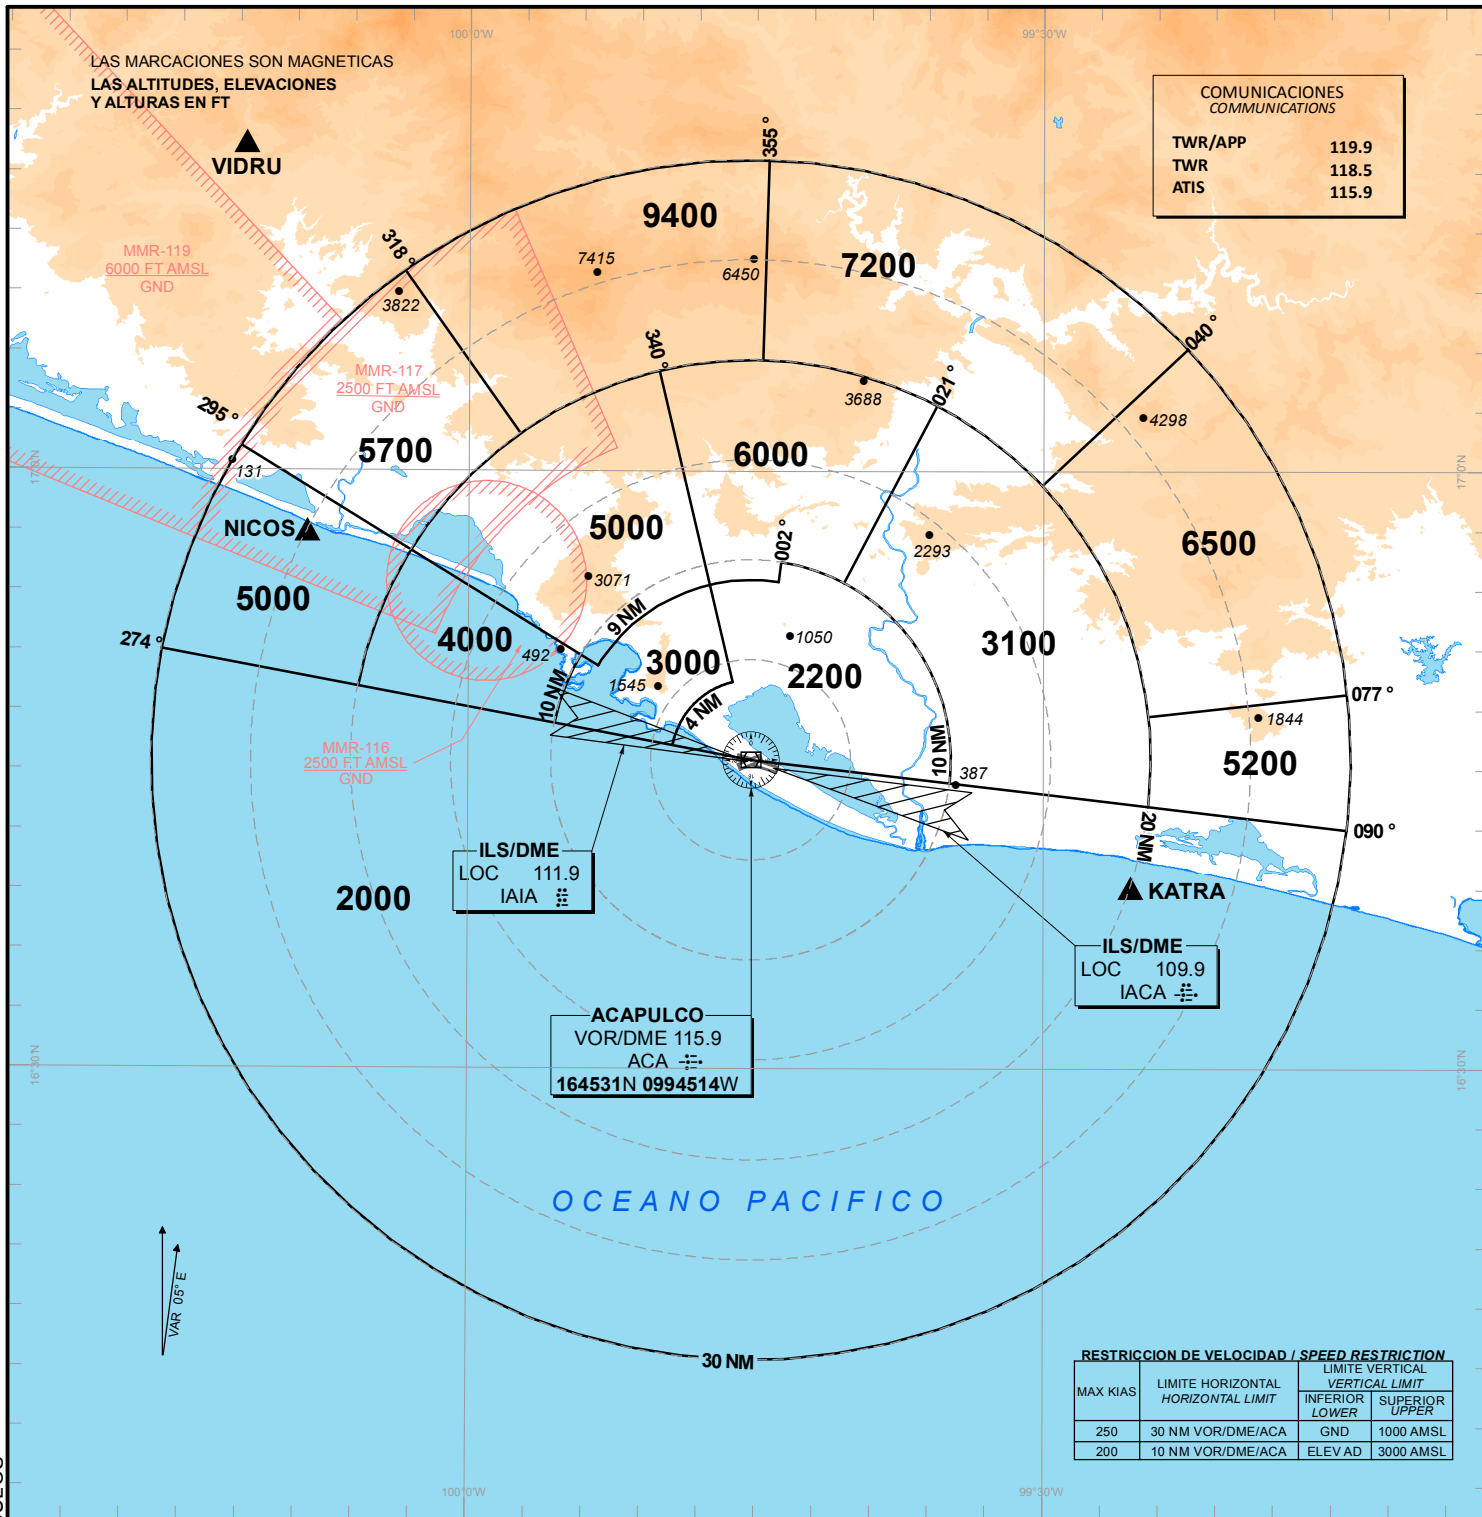 100°0'W
99°30'W
LAS MARCACIONES SON MAGNETICAS
LAS ALTITUDES, ELEVACIONES
Y ALTURAS EN FT
COMUNICACIONES
COMMUNICATIONS
TWR/APP 119.9
TWR 118.5
ATIS 115.9
VIDRU
355°
9400
318°
MMR-119
6000 FT AMSL
GND
7415
6450
7200
3822
340°
040°
MMR-117
2500 FT AMSL
GND
3688
021°
295°
4298
5700
6000
131
17°0'N
17°0'N
NICOS
5000
002°
2293
6500
3071
5000
9 NM
274°
4000
492
1050
3100
3000
2200
1545
077°
10 NM
4 NM
1844
MMR-116
2500 FT AMSL
GND
10 NM
387
5200
20 NM
090°
ILS/DME
LOC 111.9
IAIA
2000
KATRA
ILS/DME
LOC 109.9
IACA
ACAPULCO
VOR/DME 115.9
ACA
164531N 0994514W
16°30'N
16°30'N
OCEANO PACIFICO
VAR 05° E
30 NM
RESTRICCION DE VELOCIDAD / SPEED RESTRICTION
MAX KIAS
LIMITE HORIZONTAL
HORIZONTAL LIMIT
LIMITE VERTICAL
VERTICAL LIMIT
INFERIOR
LOWER
SUPERIOR
UPPER
250 30 NM VOR/DME/ACA GND 1000 AMSL
200 10 NM VOR/DME/ACA ELEV AD 3000 AMSL
100°0'W
99°30'W